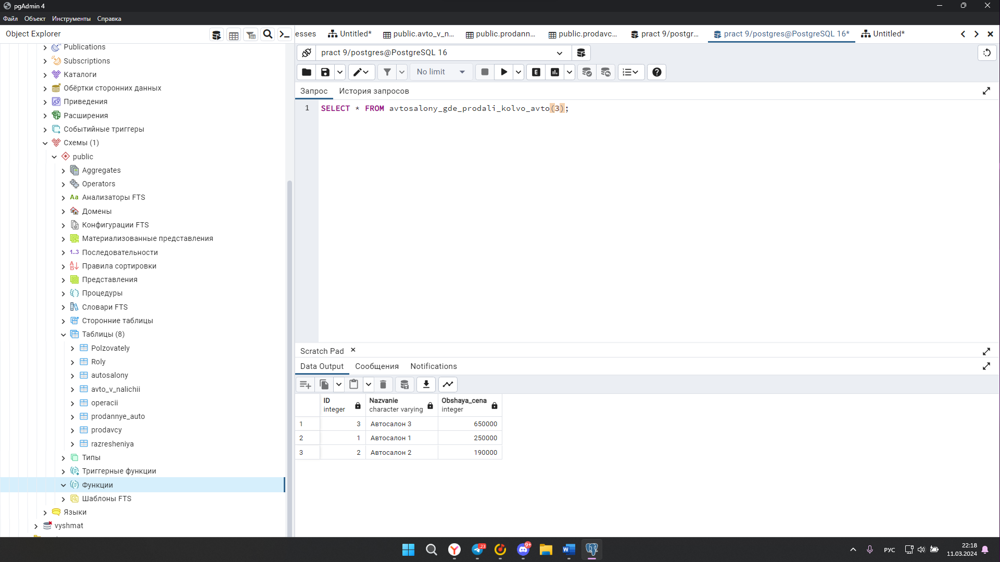 pgAdmin 4
Файл Объект Инструменты Справка
Object Explorer
Publications
Subscriptions
Каталоги
Обёртки сторонних данных
Приведения
Расширения
Событийные триггеры
Схемы (1)
public
Aggregates
Operators
Aa Анализаторы FTS
Домены
Конфигурации FTS
Материализованные представления
1..3 Последовательности
Правила сортировки
Представления
Процедуры
Словари FTS
Сторонние таблицы
Таблицы (8)
Polzovately
Roly
autosalony
avto_v_nalichii
operacii
prodannye_auto
prodavcy
razresheniya
Типы
Триггерные функции
Функции
Шаблоны FTS
Языки
vyshmat
esses Untitled* public.avto_v_n... public.prodann... public.prodavc... pract 9/postgr... pract 9/postgres@PostgreSQL 16* Untitled*
pract 9/postgres@PostgreSQL 16
No limit E
Запрос История запросов
1 SELECT * FROM avtosalony_gde_prodali_kolvo_avto(3);
Scratch Pad
Data Output Сообщения Notifications
ID Nazvanie Obshaya_cena
integer character varying integer
1 3 Автосалон 3 650000
2 1 Автосалон 1 250000
3 2 Автосалон 2 190000
23 9+ РУС 22:18
11.03.2024